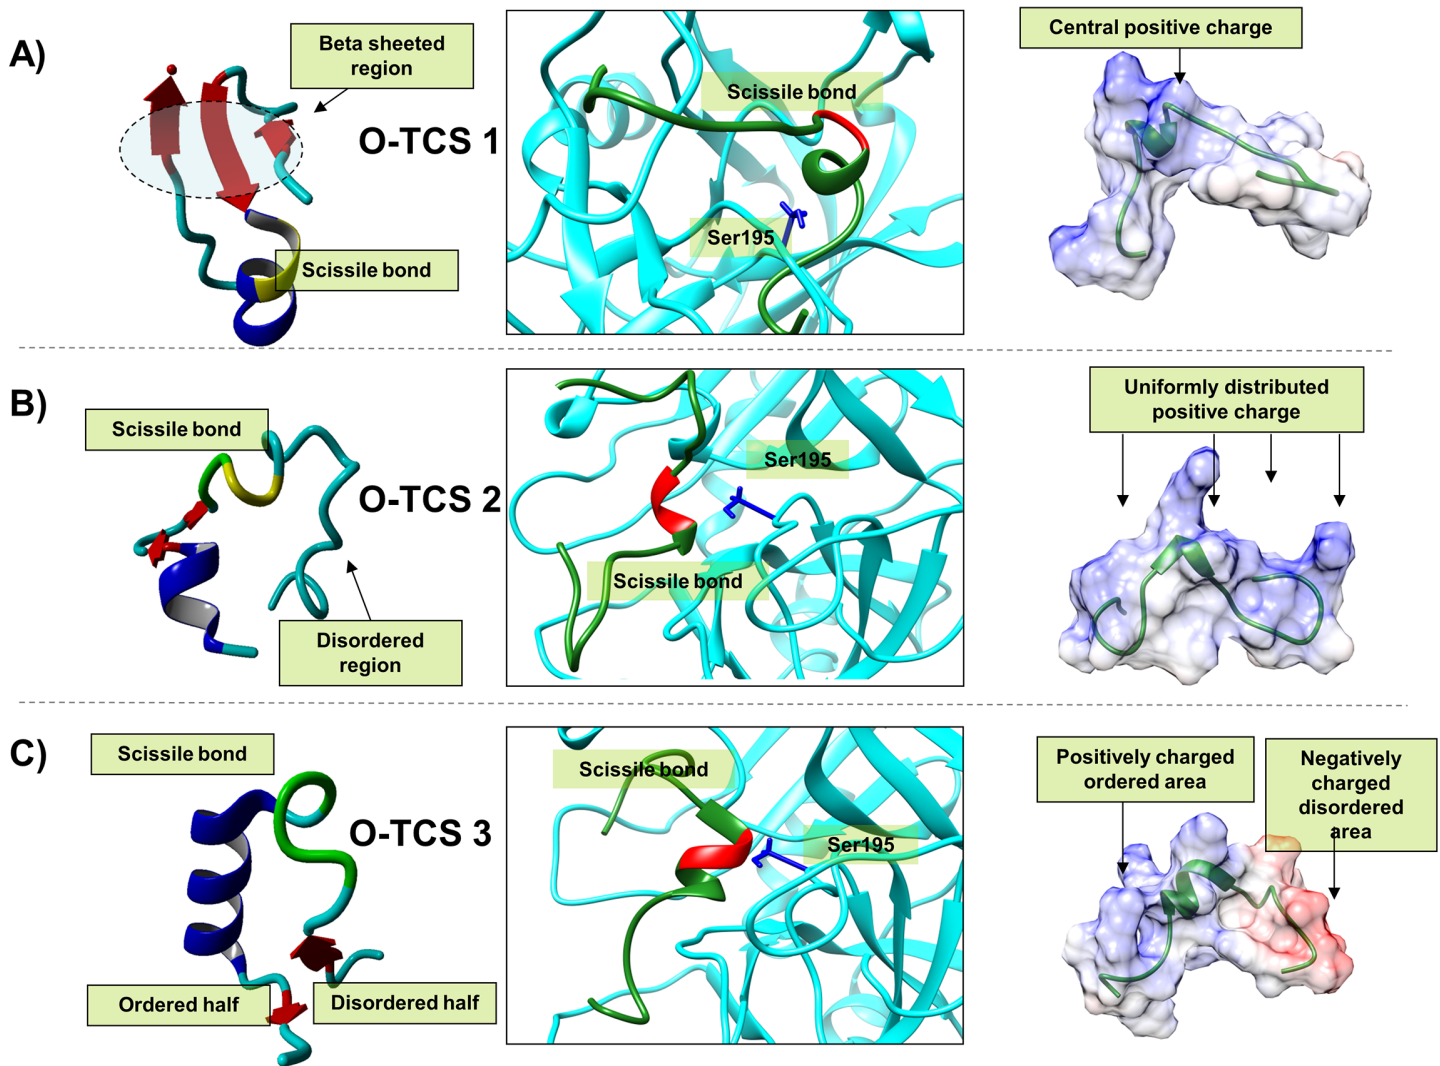 A)
Beta sheeted
region
O-TCS 1
Scissile bond
Scissile bond
Ser195
Central positive charge
B)
Scissile bond
O-TCS 2
Disordered
region
Ser195
Scissile bond
Uniformly distributed
positive charge
C)
Scissile bond
O-TCS 3
Ordered half
Disordered half
Scissile bond
Ser195
Positively charged
ordered area
Negatively
charged
disordered
area